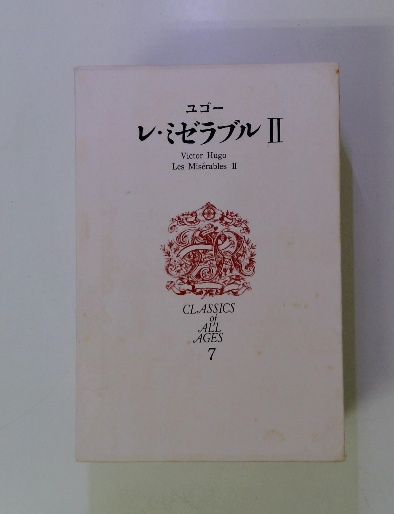 ユゴー
レ・ミゼラブル II
Victor Hugo
Les Misérables II
CLASSICS
of
ALL
AGES
7